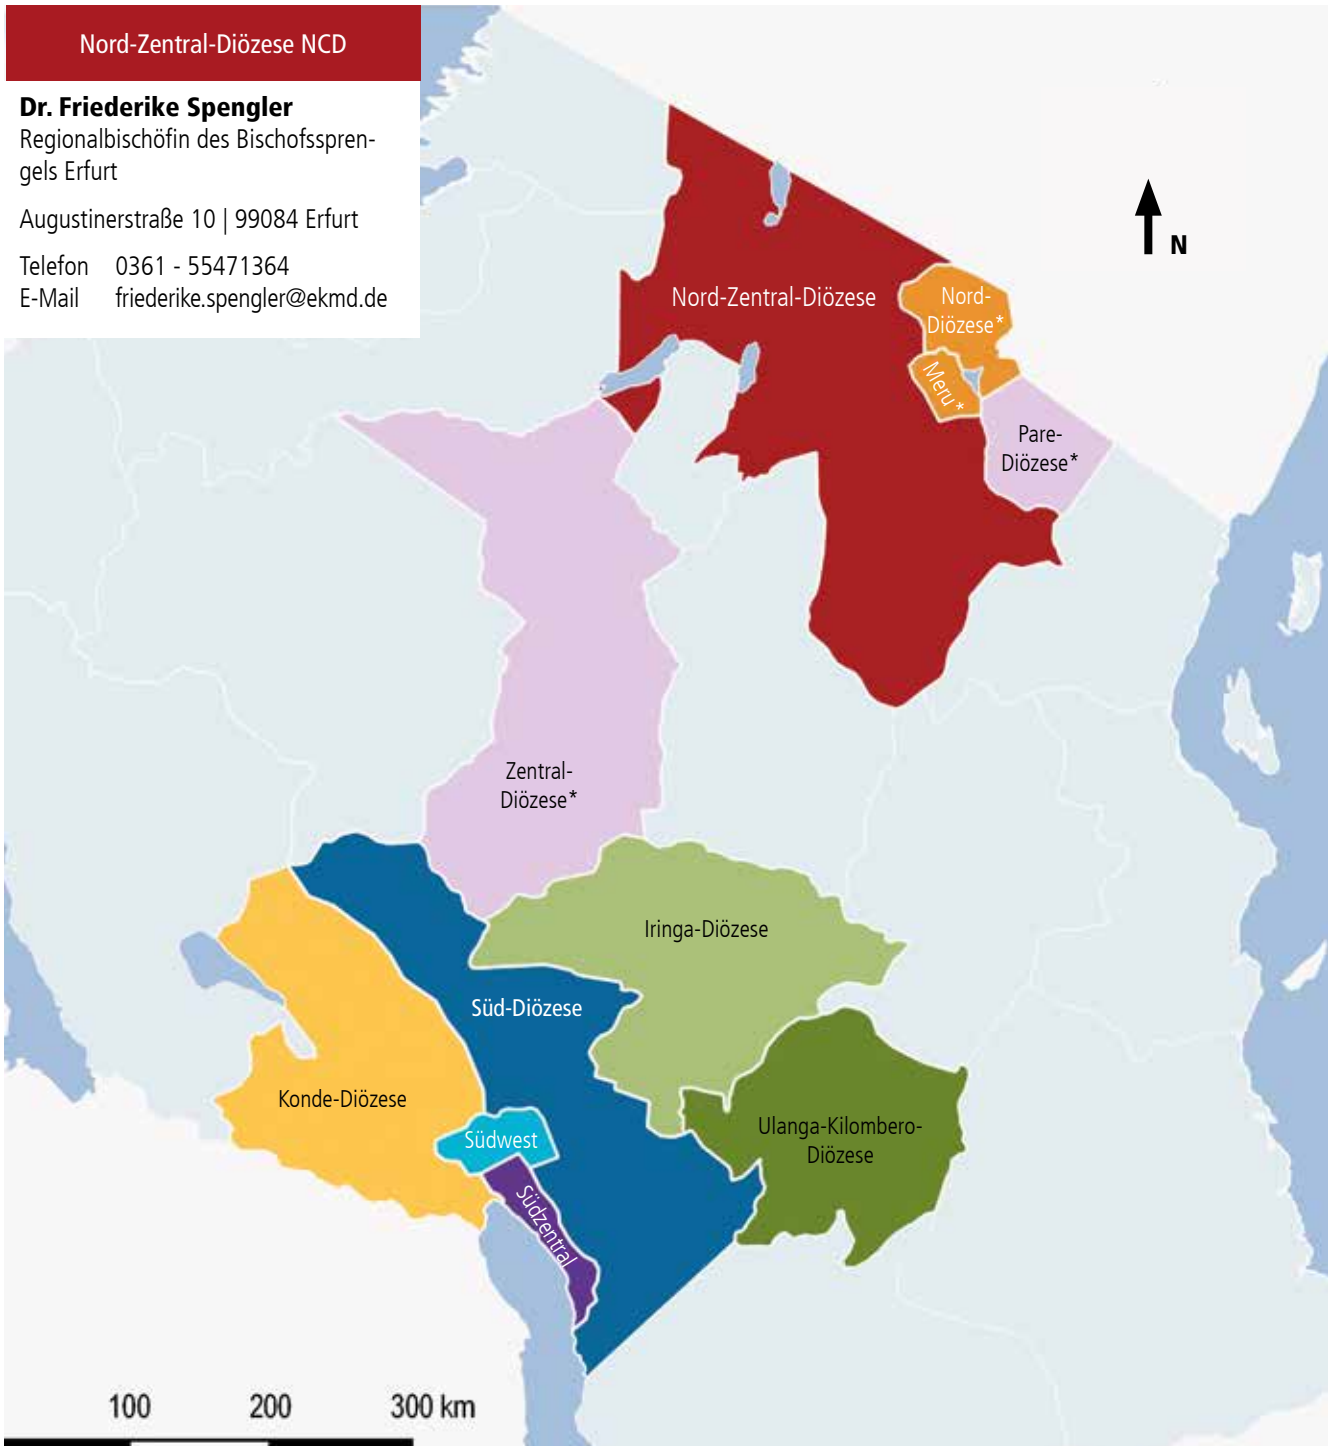 Nord-Zentral-Diözese NCD
Dr. Friederike Spengler
Regionalbischöfin des Bischofsspren-
gels Erfurt
Augustinerstraße 10 | 99084 Erfurt
Telefon 0361 - 55471364
E-Mail friederike.spengler@ekmd.de
N
Nord-Zentral-Diözese
Nord-
Diözese*
Meru*
Pare-
Diözese*
Zentral-
Diözese*
Iringa-Diözese
Süd-Diözese
Konde-Diözese
Ulanga-Kilombero-
Diözese
Südwest
Südzentral
100 200 300 km